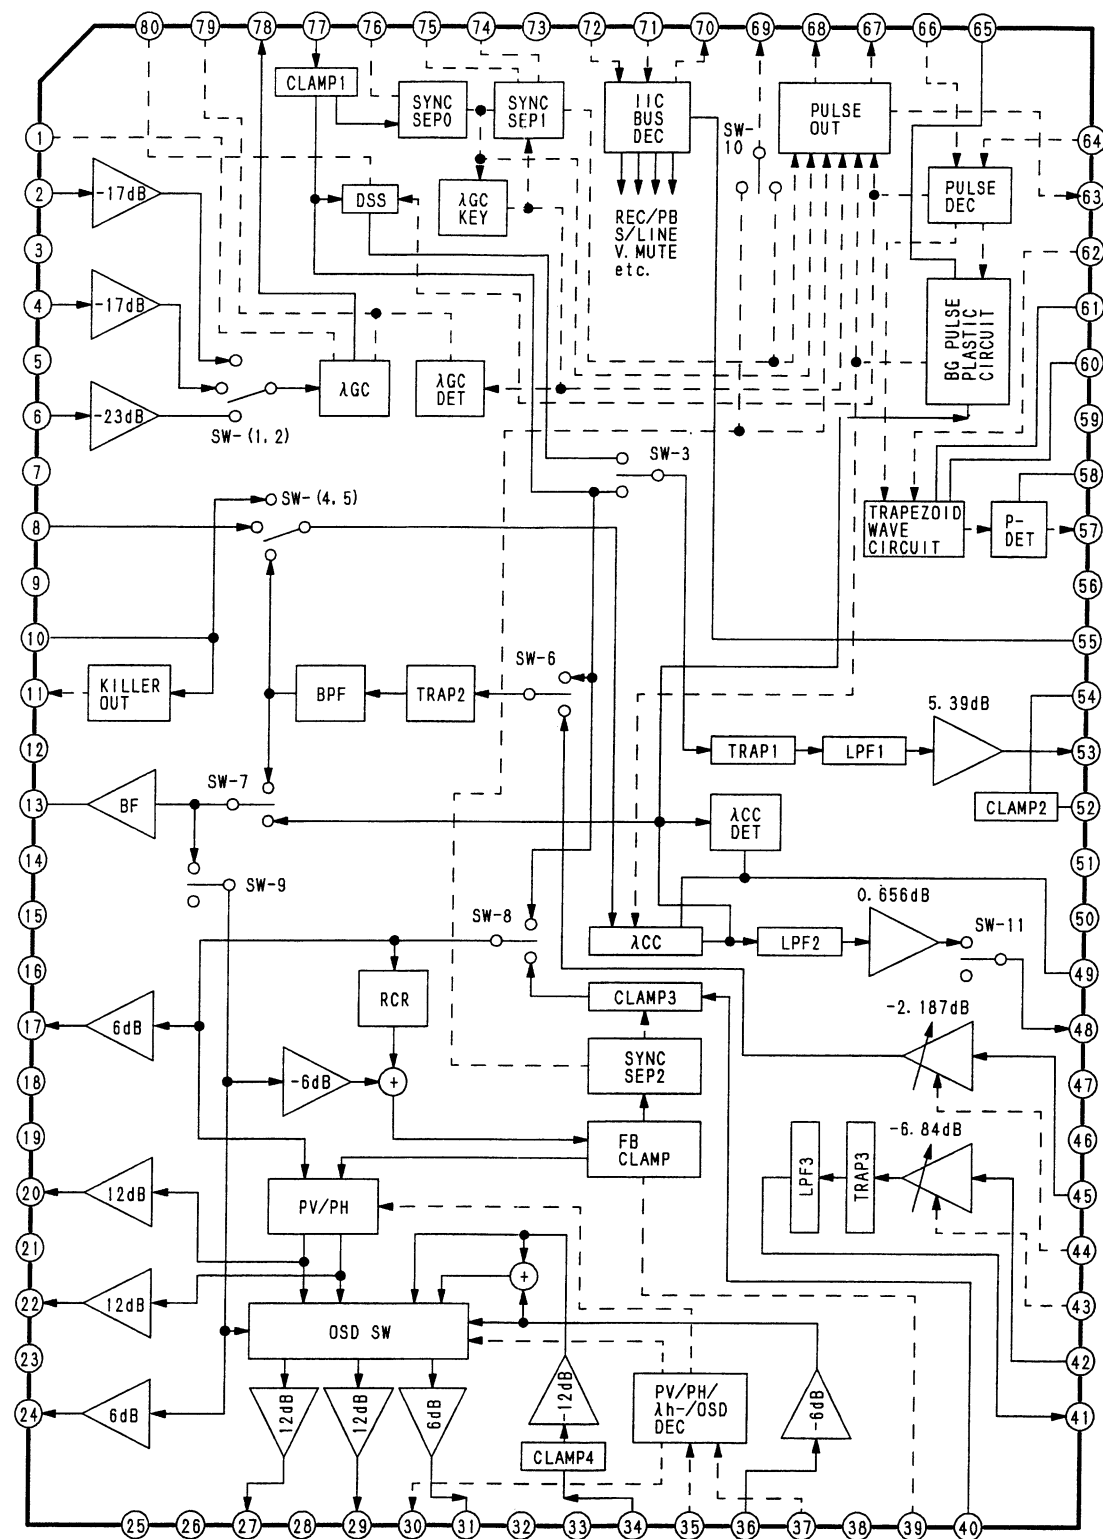 80 79 78 77 76 75 74 73 72 71 70 69 68 67 66 65
CLAMP1
SYNC
SEP0
SYNC
SEP1
IIC
BUS
DEC
PULSE
OUT
SW-
10
1
64
2
-17dB
DSS
λGC
KEY
PULSE
DEC
63
REC/PB
S/LINE
V. MUTE
etc.
3
62
4
-17dB
BG PULSE
PLASTIC
CIRCUIT
61
5
60
λGC
λGC
DET
6
-23dB
59
SW-(1, 2)
7
SW-3
58
SW-(4, 5)
8
TRAPEZOID
WAVE
CIRCUIT
P-
DET
57
9
56
10
55
SW-6
11
KILLER
OUT
BPF
TRAP2
54
5.39dB
12
TRAP1
LPF1
53
SW-7
13
BF
CLAMP2
52
λCC
DET
14
51
SW-9
0.656dB
15
SW-8
50
SW-11
λCC
LPF2
16
49
RCR
CLAMP3
17
6dB
-2.187dB
48
SYNC
SEP2
18
-6dB
+
47
19
FB
CLAMP
-6.84dB
46
LPF3
TRAP3
20
12dB
PV/PH
45
21
44
22
12dB
+
43
OSD SW
23
42
24
6dB
12dB
12dB
6dB
-12dB
PV/PH/
λh-/OSD
DEC
-6dB
41
CLAMP4
25 26 27 28 29 30 31 32 33 34 35 36 37 38 39 40